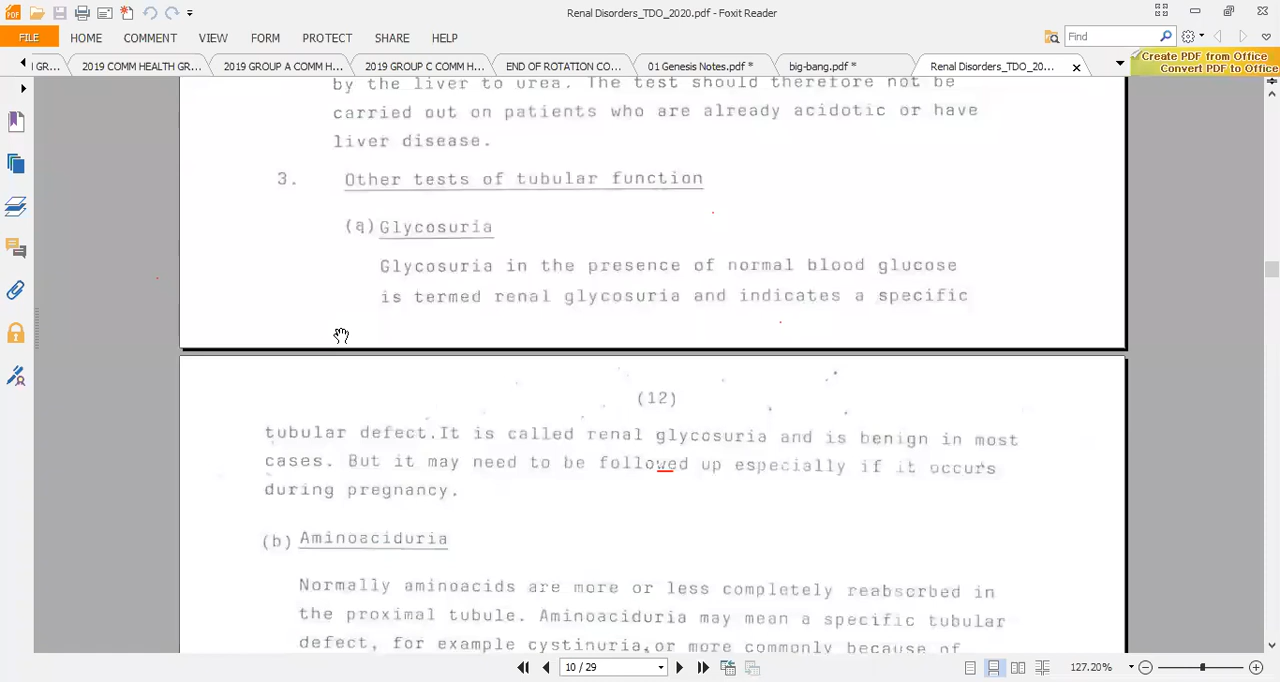 Renal Disorders_TDO_2020.pdf - Foxit Reader
FILE HOME COMMENT VIEW FORM PROTECT SHARE HELP
Find
I GR... 2019 COMM HEALTH GR... 2019 GROUP A COMM H... 2019 GROUP C COMM H... END OF ROTATION CO... 01 Genesis Notes.pdf * big-bang.pdf * Renal Disorders_TDO_20...
Create PDF from Office
Convert PDF to Office
by the liver to urea. The test should therefore not be
carried out on patients who are already acidotic or have
liver disease.
3. Other tests of tubular function
(a) Glycosuria
Glycosuria in the presence of normal blood glucose
is termed renal glycosuria and indicates a specific
(12)
tubular defect.It is called renal glycosuria and is benign in most
cases. But it may need to be followed up especially if it occurs
during pregnancy.
(b) Aminoaciduria
Normally aminoacids are more or less completely reabscrbed in
the proximal tubule. Aminoaciduria may mean a specific tubular
defect, for example cystinuria,or more commonly because of
10 / 29
127.20%